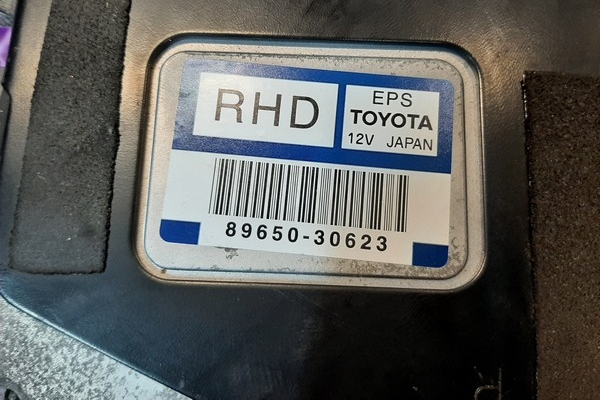 RHD
EPS
TOYOTA
12V JAPAN
89650-30623